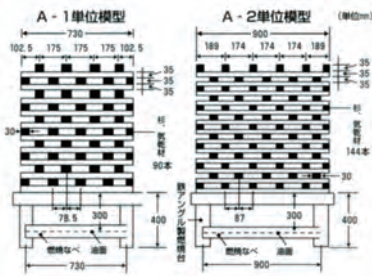 A - 1単位模型
A - 2単位模型
(単位㎜)
730
102.5 175 175 175 102.5
35
35
35
杉、気乾材
90本
30
78.5
300
400
燃焼なべ
油面
730
900
189 174 174 174 189
35
35
35
杉、気乾材
144本
30
87
300
400
鉄アングル製燃焼台
燃焼なべ
油面
900